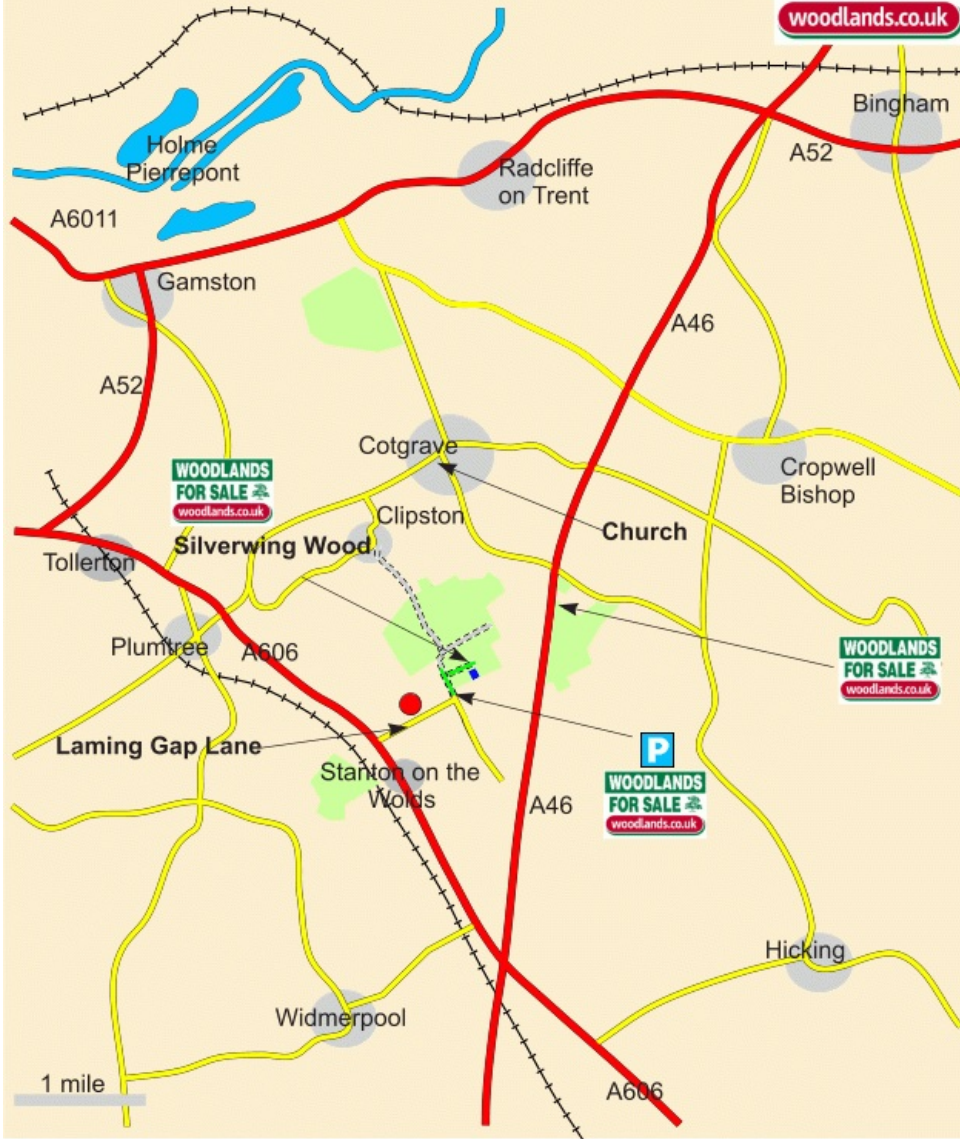 woodlands.co.uk
Bingham
Holme
Pierrepont
A52
Radcliffe
on Trent
A6011
Gamston
A46
A52
Cotgrave
Cropwell
Bishop
WOODLANDS
FOR SALE
woodlands.co.uk
Clipston
Church
Silverwing Wood
Tollerton
Plumtree
A606
WOODLANDS
FOR SALE
woodlands.co.uk
Laming Gap Lane
P
Stanton on the
Wolds
WOODLANDS
FOR SALE
woodlands.co.uk
A46
Hicking
Widmerpool
1 mile
A606